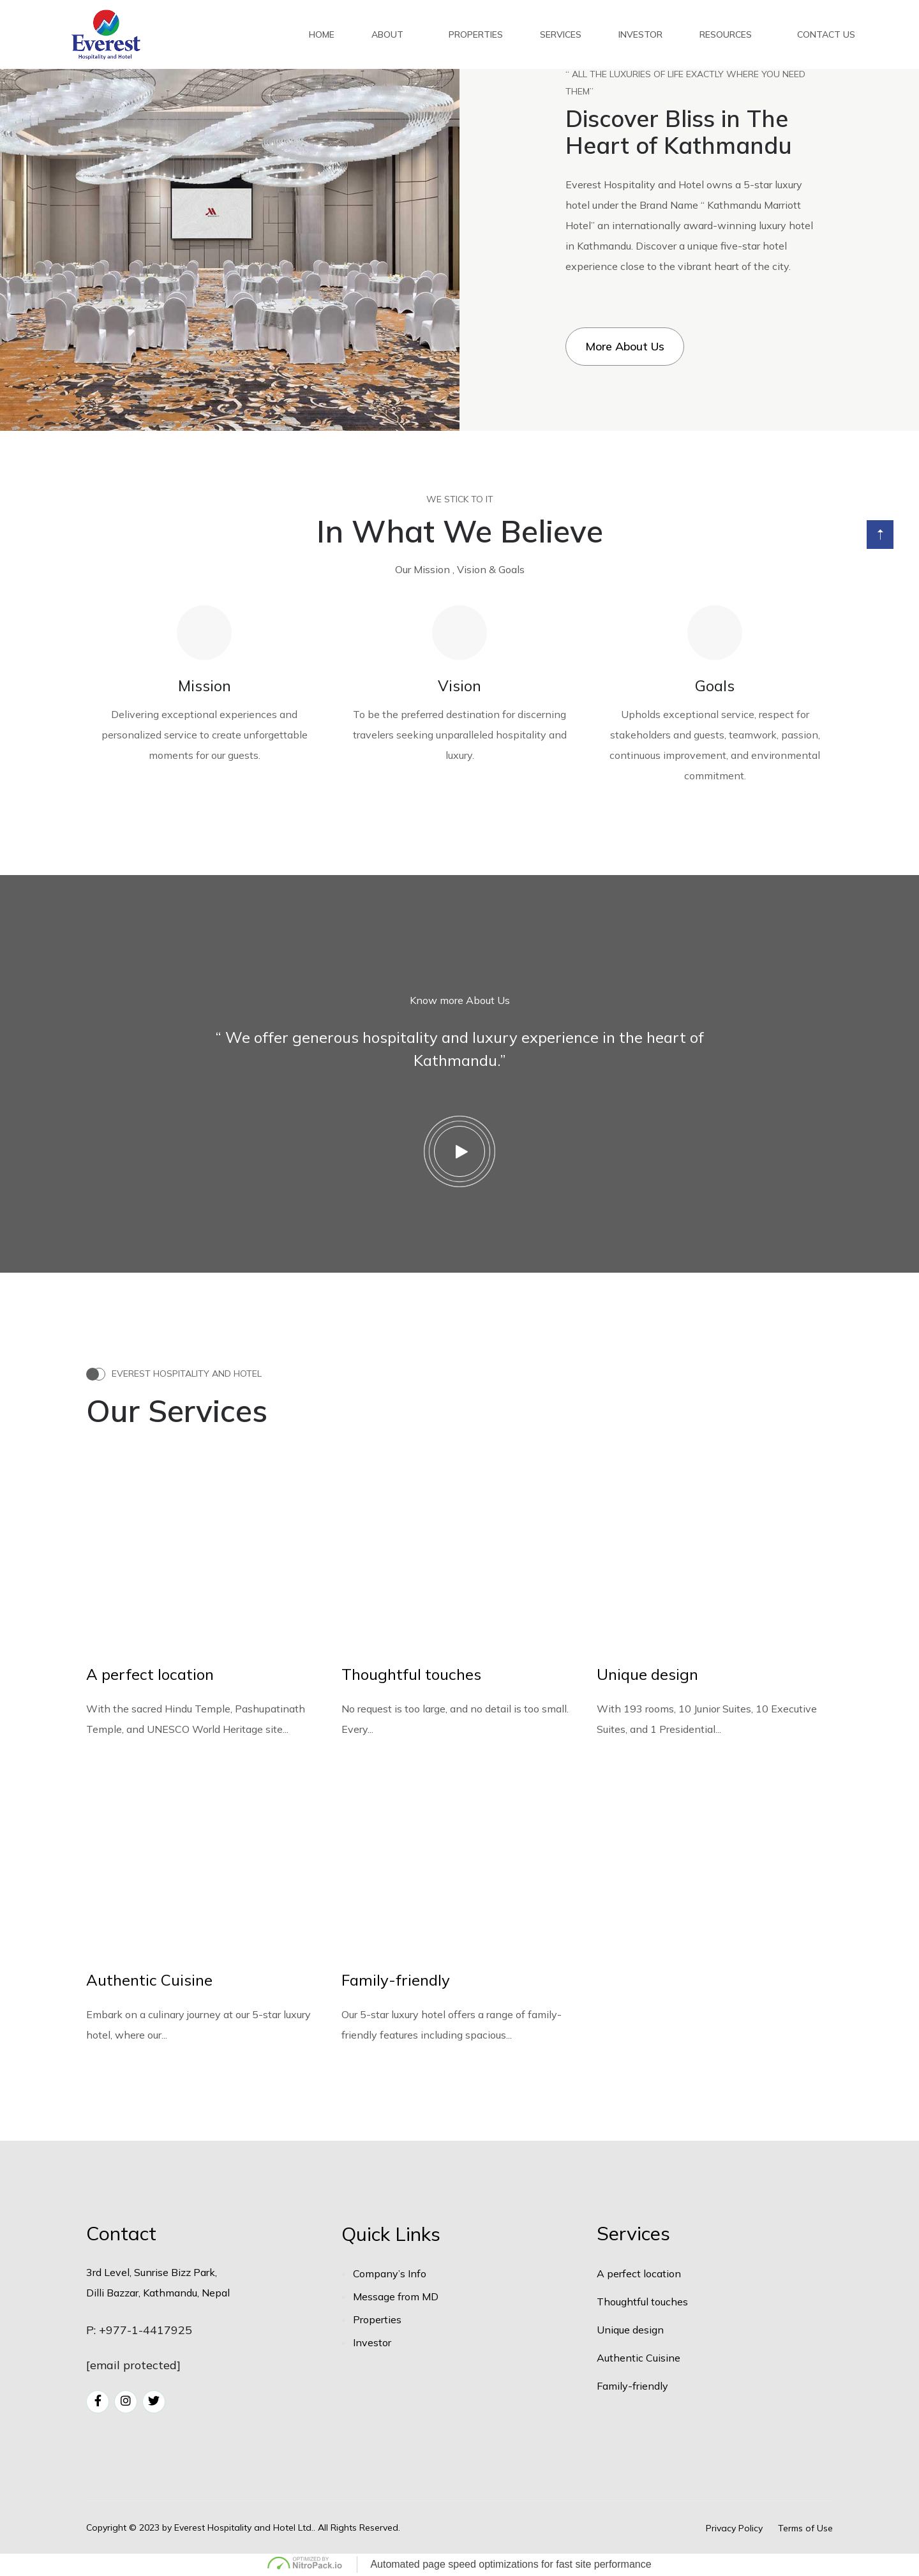 Everest
Hospitality and Hotel
HOME
ABOUT
PROPERTIES
SERVICES
INVESTOR
RESOURCES
CONTACT US
“ ALL THE LUXURIES OF LIFE EXACTLY WHERE YOU NEED
THEM”
Discover Bliss in The
Heart of Kathmandu
Everest Hospitality and Hotel owns a 5-star luxury
hotel under the Brand Name “ Kathmandu Marriott
Hotel” an internationally award-winning luxury hotel
in Kathmandu. Discover a unique five-star hotel
experience close to the vibrant heart of the city.
More About Us
WE STICK TO IT
In What We Believe
Our Mission , Vision & Goals
Mission
Delivering exceptional experiences and
personalized service to create unforgettable
moments for our guests.
Vision
To be the preferred destination for discerning
travelers seeking unparalleled hospitality and
luxury.
Goals
Upholds exceptional service, respect for
stakeholders and guests, teamwork, passion,
continuous improvement, and environmental
commitment.
Know more About Us
“ We offer generous hospitality and luxury experience in the heart of
Kathmandu.”
EVEREST HOSPITALITY AND HOTEL
Our Services
A perfect location
With the sacred Hindu Temple, Pashupatinath
Temple, and UNESCO World Heritage site...
Thoughtful touches
No request is too large, and no detail is too small.
Every...
Unique design
With 193 rooms, 10 Junior Suites, 10 Executive
Suites, and 1 Presidential...
Authentic Cuisine
Embark on a culinary journey at our 5-star luxury
hotel, where our...
Family-friendly
Our 5-star luxury hotel offers a range of family-
friendly features including spacious...
Contact
3rd Level, Sunrise Bizz Park,
Dilli Bazzar, Kathmandu, Nepal
P: +977-1-4417925
[email protected]
Quick Links
Company’s Info
Message from MD
Properties
Investor
Services
A perfect location
Thoughtful touches
Unique design
Authentic Cuisine
Family-friendly
Copyright © 2023 by Everest Hospitality and Hotel Ltd.. All Rights Reserved.
Privacy Policy
Terms of Use
OPTIMIZED BY
NitroPack.io
Automated page speed optimizations for fast site performance